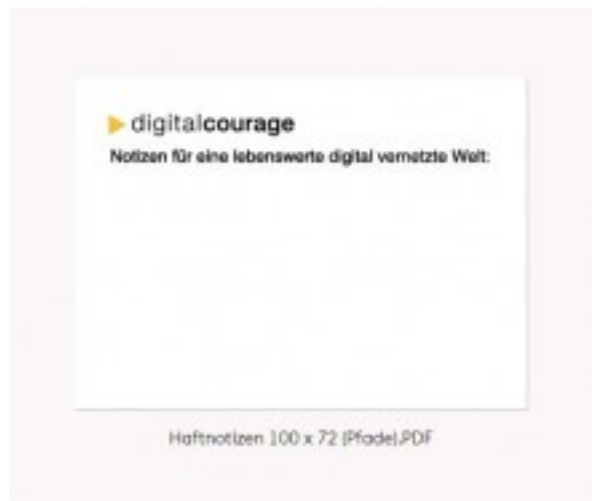 digitalcourage
Notizen für eine lebenswerte digital vernetzte Welt:
Haftnotizen 100 x 72 (Pfade).PDF